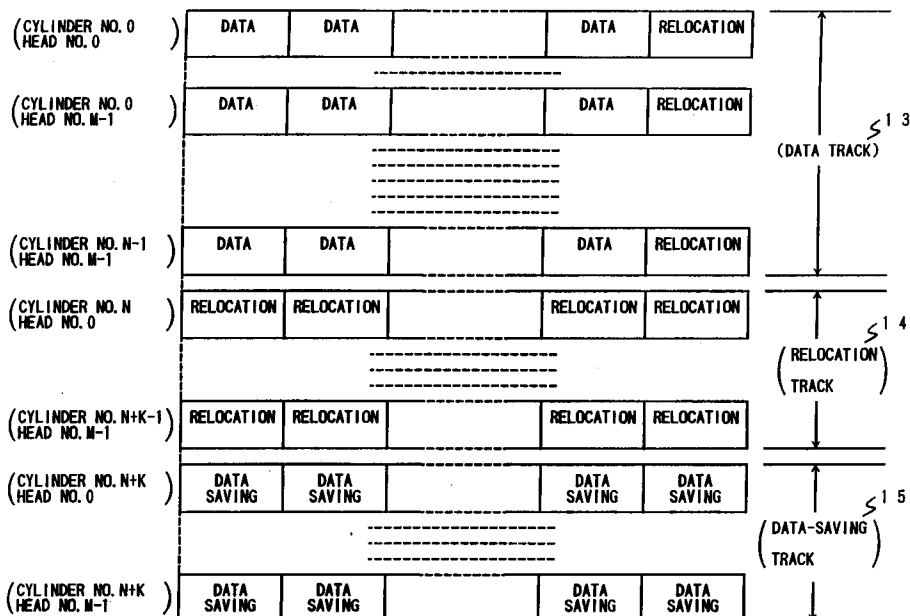 (CYLINDER NO.0
HEAD NO.0) DATA DATA DATA RELOCATION
(CYLINDER NO.0
HEAD NO.M-1) DATA DATA DATA RELOCATION
13
(DATA TRACK)
(CYLINDER NO.N-1
HEAD NO.M-1) DATA DATA DATA RELOCATION
(CYLINDER NO.N
HEAD NO.0) RELOCATION RELOCATION RELOCATION RELOCATION
14
(RELOCATION
TRACK)
(CYLINDER NO.N+K-1
HEAD NO.M-1) RELOCATION RELOCATION RELOCATION RELOCATION
(CYLINDER NO.N+K
HEAD NO.0) DATA SAVING DATA SAVING DATA SAVING DATA SAVING
15
(DATA-SAVING
TRACK)
(CYLINDER NO.N+K
HEAD NO.M-1) DATA SAVING DATA SAVING DATA SAVING DATA SAVING